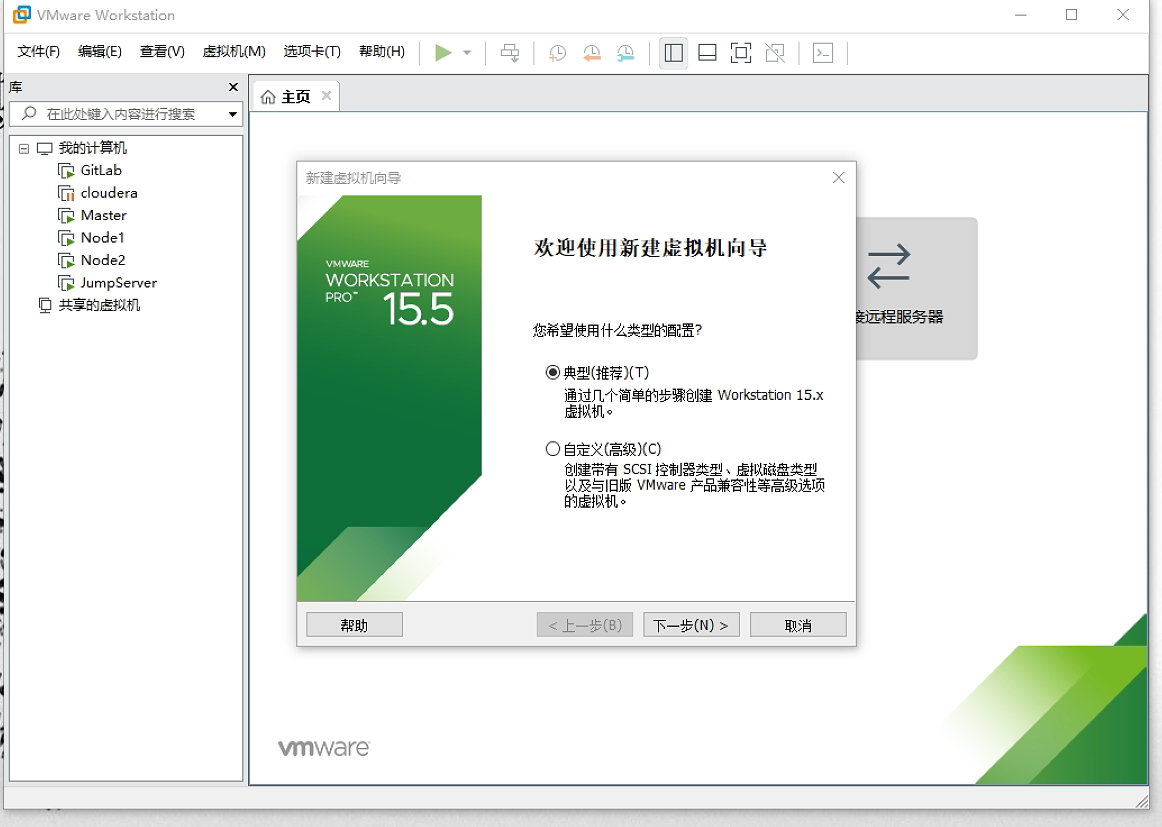 VMware Workstation
文件(F) 编辑(E) 查看(V) 虚拟机(M) 选项卡(T) 帮助(H)
库
在此处键入内容进行搜索
我的计算机
GitLab
cloudera
Master
Node1
Node2
JumpServer
共享的虚拟机
主页
新建虚拟机向导
VMWARE
WORKSTATION
PRO™ 15.5
欢迎使用新建虚拟机向导
您希望使用什么类型的配置?
典型(推荐)(T)
通过几个简单的步骤创建 Workstation 15.x
虚拟机。
自定义(高级)(C)
创建带有 SCSI 控制器类型、虚拟磁盘类型
以及与旧版 VMware 产品兼容性等高级选项
的虚拟机。
帮助
< 上一步(B)
下一步(N) >
取消
接远程服务器
vmware